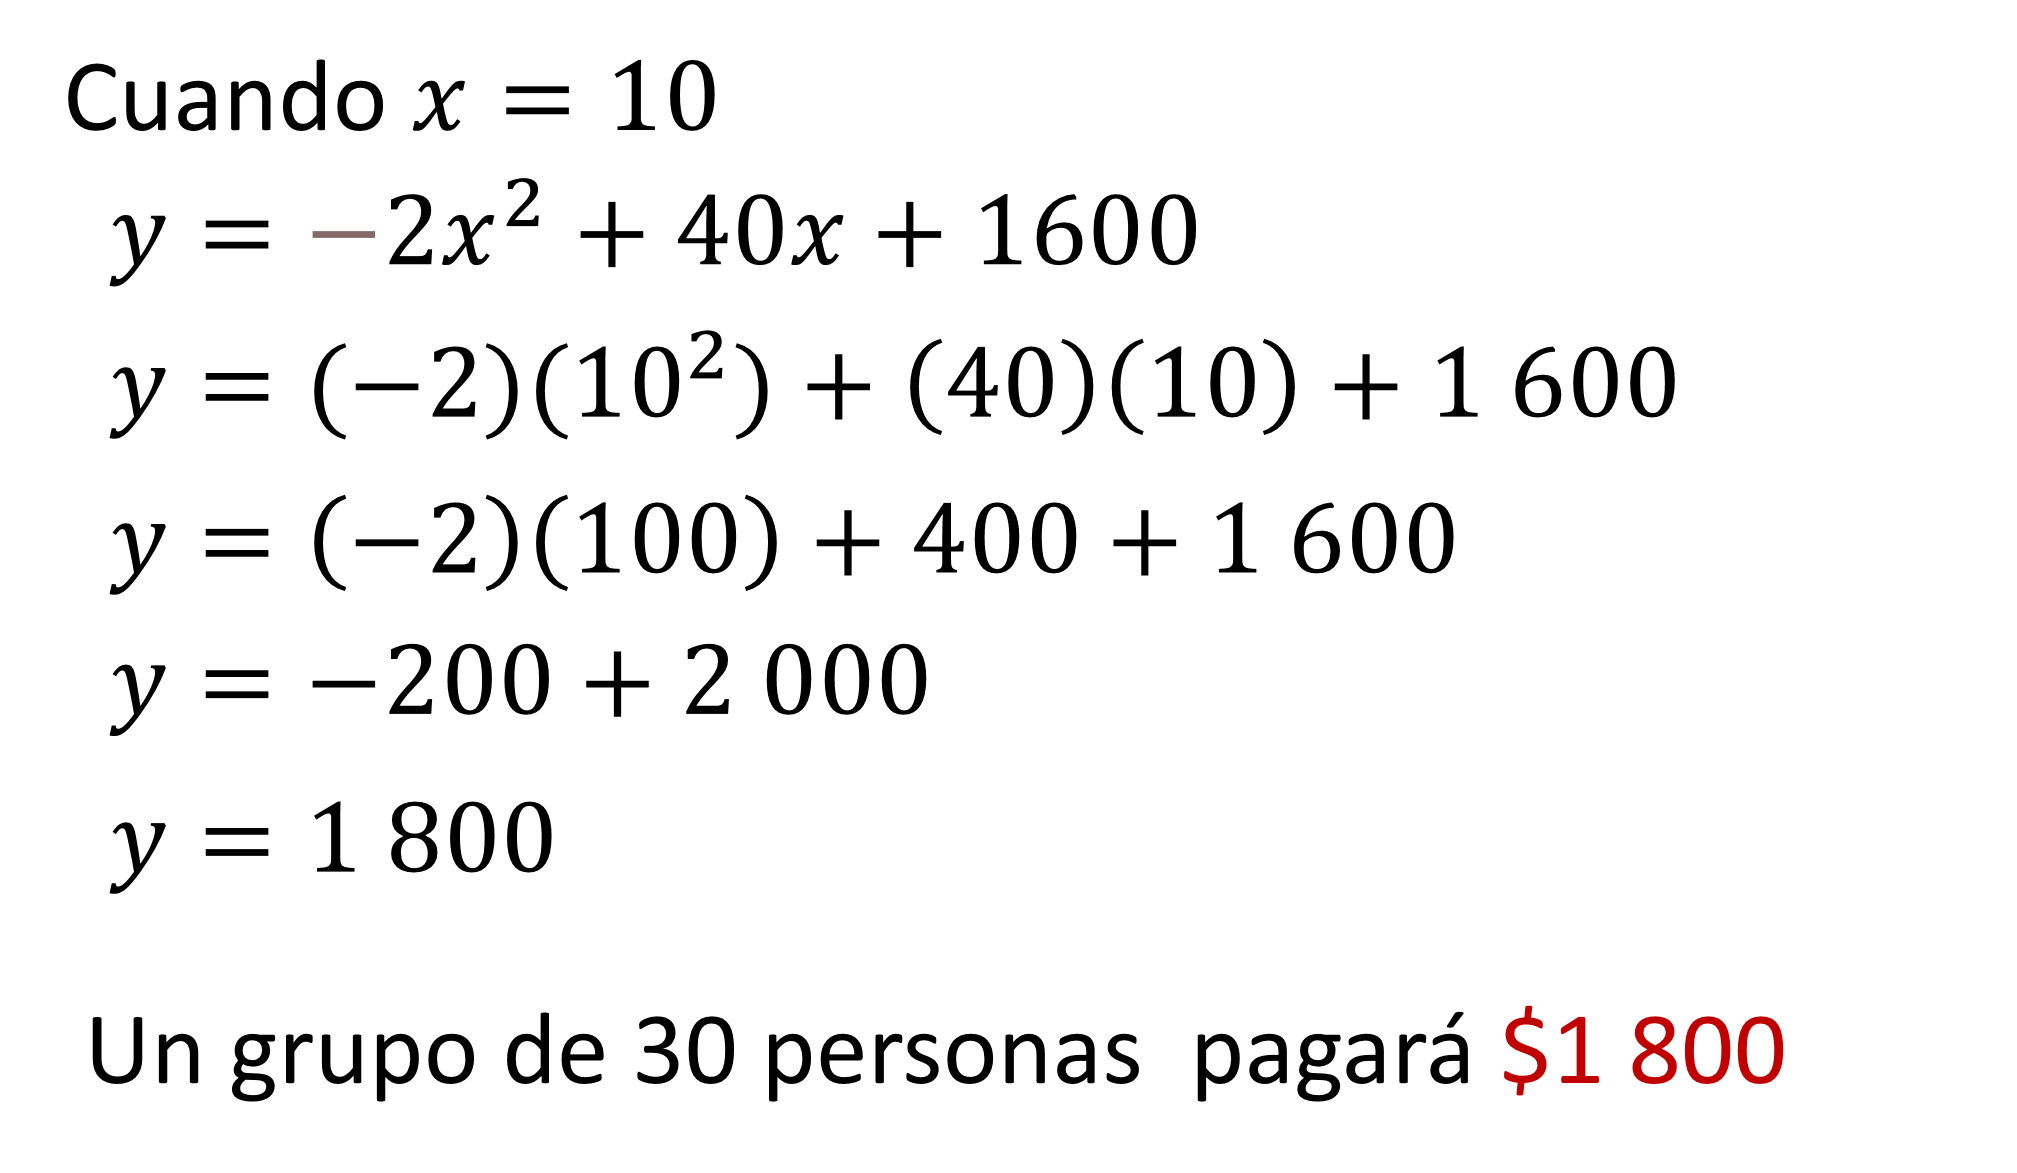 Cuando x = 10
y = −2x² + 40x + 1600
y = (−2)(10²) + (40)(10) + 1 600
y = (−2)(100) + 400 + 1 600
y = −200 + 2 000
y = 1 800
Un grupo de 30 personas pagará $1 800